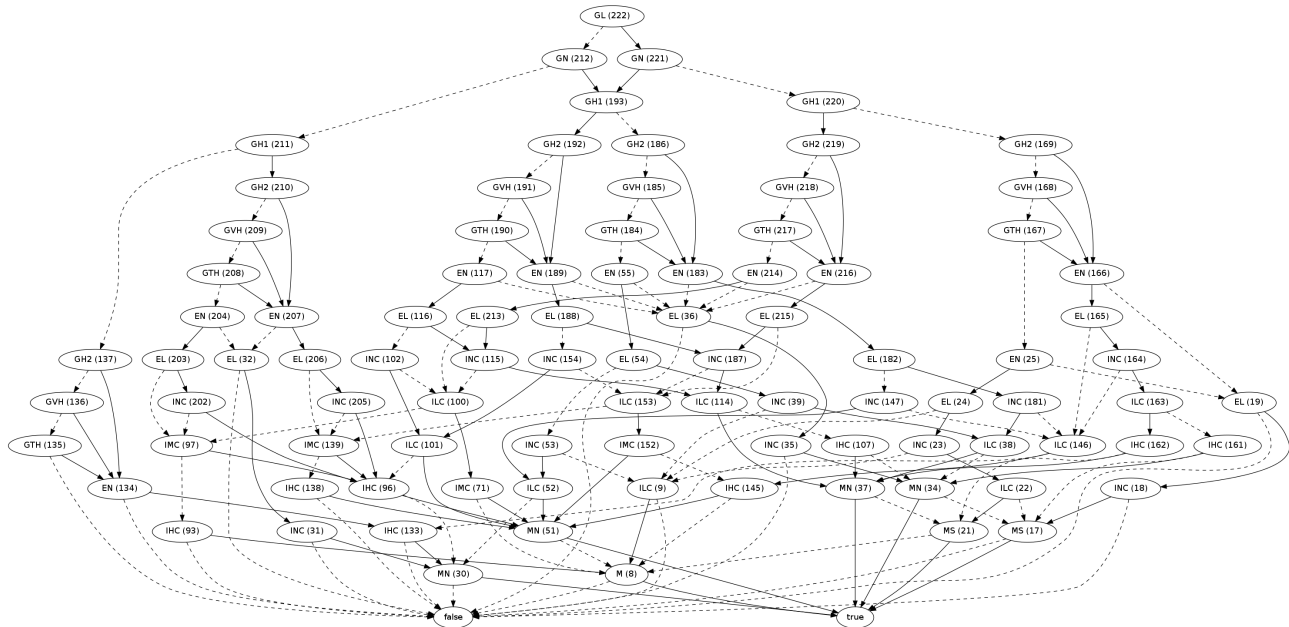 GL (222)
GN (212) GN (221)
GH1 (193) GH1 (220)
GH1 (211) GH2 (192) GH2 (186) GH2 (219) GH2 (169)
GH2 (210) GVH (191) GVH (185) GVH (218) GVH (168)
GVH (209) GTH (190) GTH (184) GTH (217) GTH (167)
GTH (208) EN (117) EN (189) EN (55) EN (183) EN (214) EN (216) EN (166)
EN (204) EN (207) EL (116) EL (213) EL (188) EL (36) EL (215) EL (165)
GH2 (137) EL (203) EL (32) EL (206) INC (102) INC (115) INC (154) EL (54) INC (187) EL (182) EN (25) INC (164)
GVH (136) INC (202) INC (205) ILC (100) ILC (153) ILC (114) INC (39) INC (147) EL (24) INC (181) ILC (163) EL (19)
GTH (135) IMC (97) IMC (139) ILC (101) INC (53) IMC (152) INC (35) IHC (107) INC (23) ILC (38) ILC (146) IHC (162) IHC (161)
EN (134) IHC (138) IHC (96) IMC (71) ILC (52) ILC (9) IHC (145) MN (37) MN (34) ILC (22) INC (18)
IHC (93) INC (31) IHC (133) MN (51) MS (21) MS (17)
MN (30) M (8)
false true